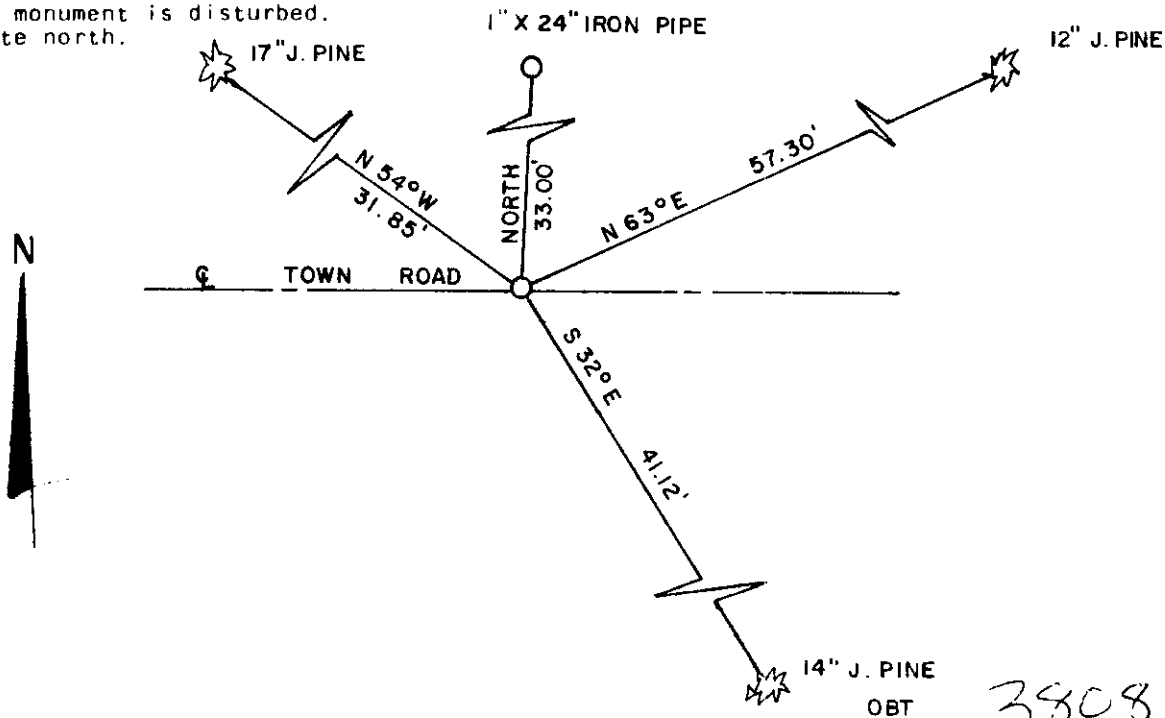 monument is disturbed.
te north.
1" X 24" IRON PIPE
17" J. PINE
12" J. PINE
N 54° W
31.85'
NORTH
33.00'
N 63° E
57.30'
N
℄ TOWN ROAD
S 32° E
41.12'
14" J. PINE
OBT
3808